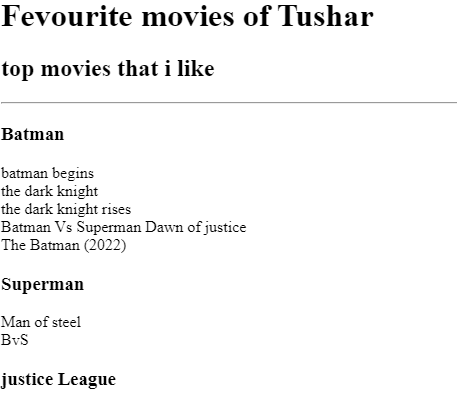 Fevourite movies of Tushar
top movies that i like
Batman
batman begins
the dark knight
the dark knight rises
Batman Vs Superman Dawn of justice
The Batman (2022)
Superman
Man of steel
BvS
justice League